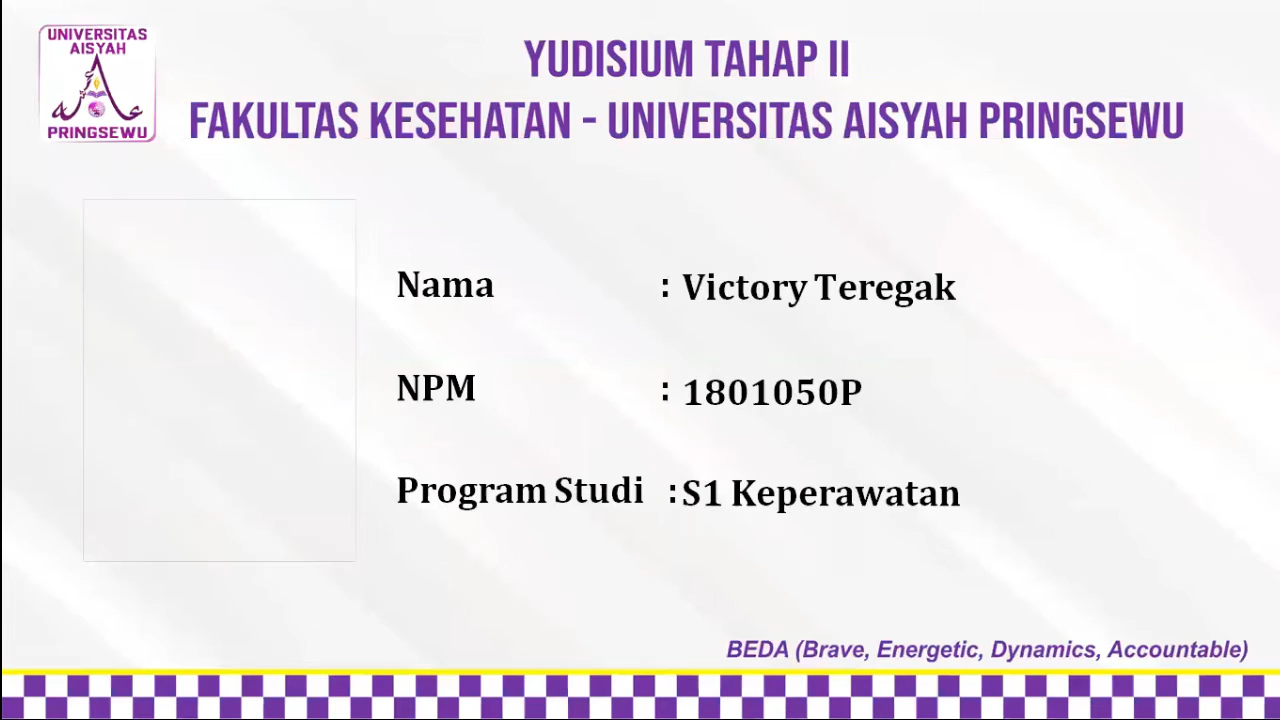 UNIVERSITAS
AISYAH
PRINGSEWU
YUDISIUM TAHAP II
FAKULTAS KESEHATAN - UNIVERSITAS AISYAH PRINGSEWU
Nama : Victory Teregak
NPM : 1801050P
Program Studi : S1 Keperawatan
BEDA (Brave, Energetic, Dynamics, Accountable)